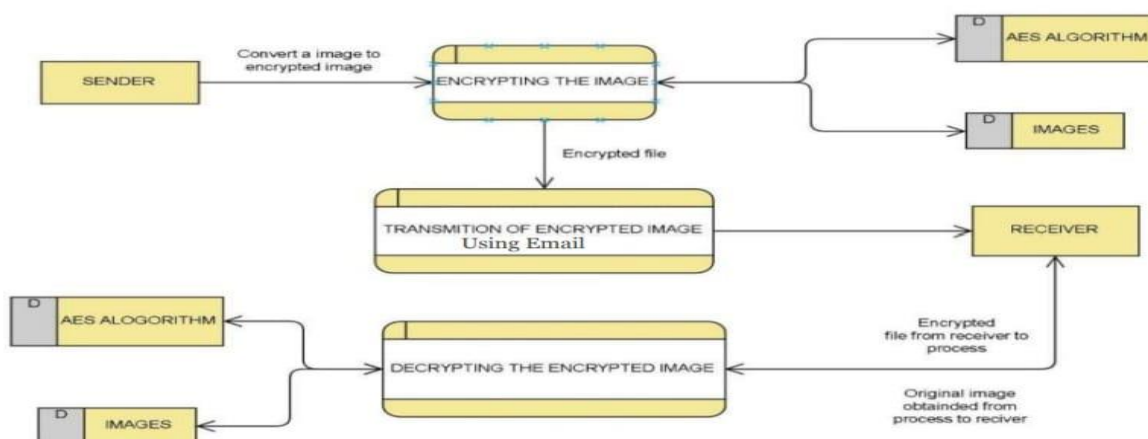 Convert a image to
encrypted image
SENDER
ENCRYPTING THE IMAGE
D
AES ALGORITHM
D
IMAGES
Encrypted file
TRANSMITION OF ENCRYPTED IMAGE
Using Email
RECEIVER
D
AES ALOGORITHM
DECRYPTING THE ENCRYPTED IMAGE
Encrypted
file from receiver to
process
Original image
obtainded from
process to reciver
D
IMAGES